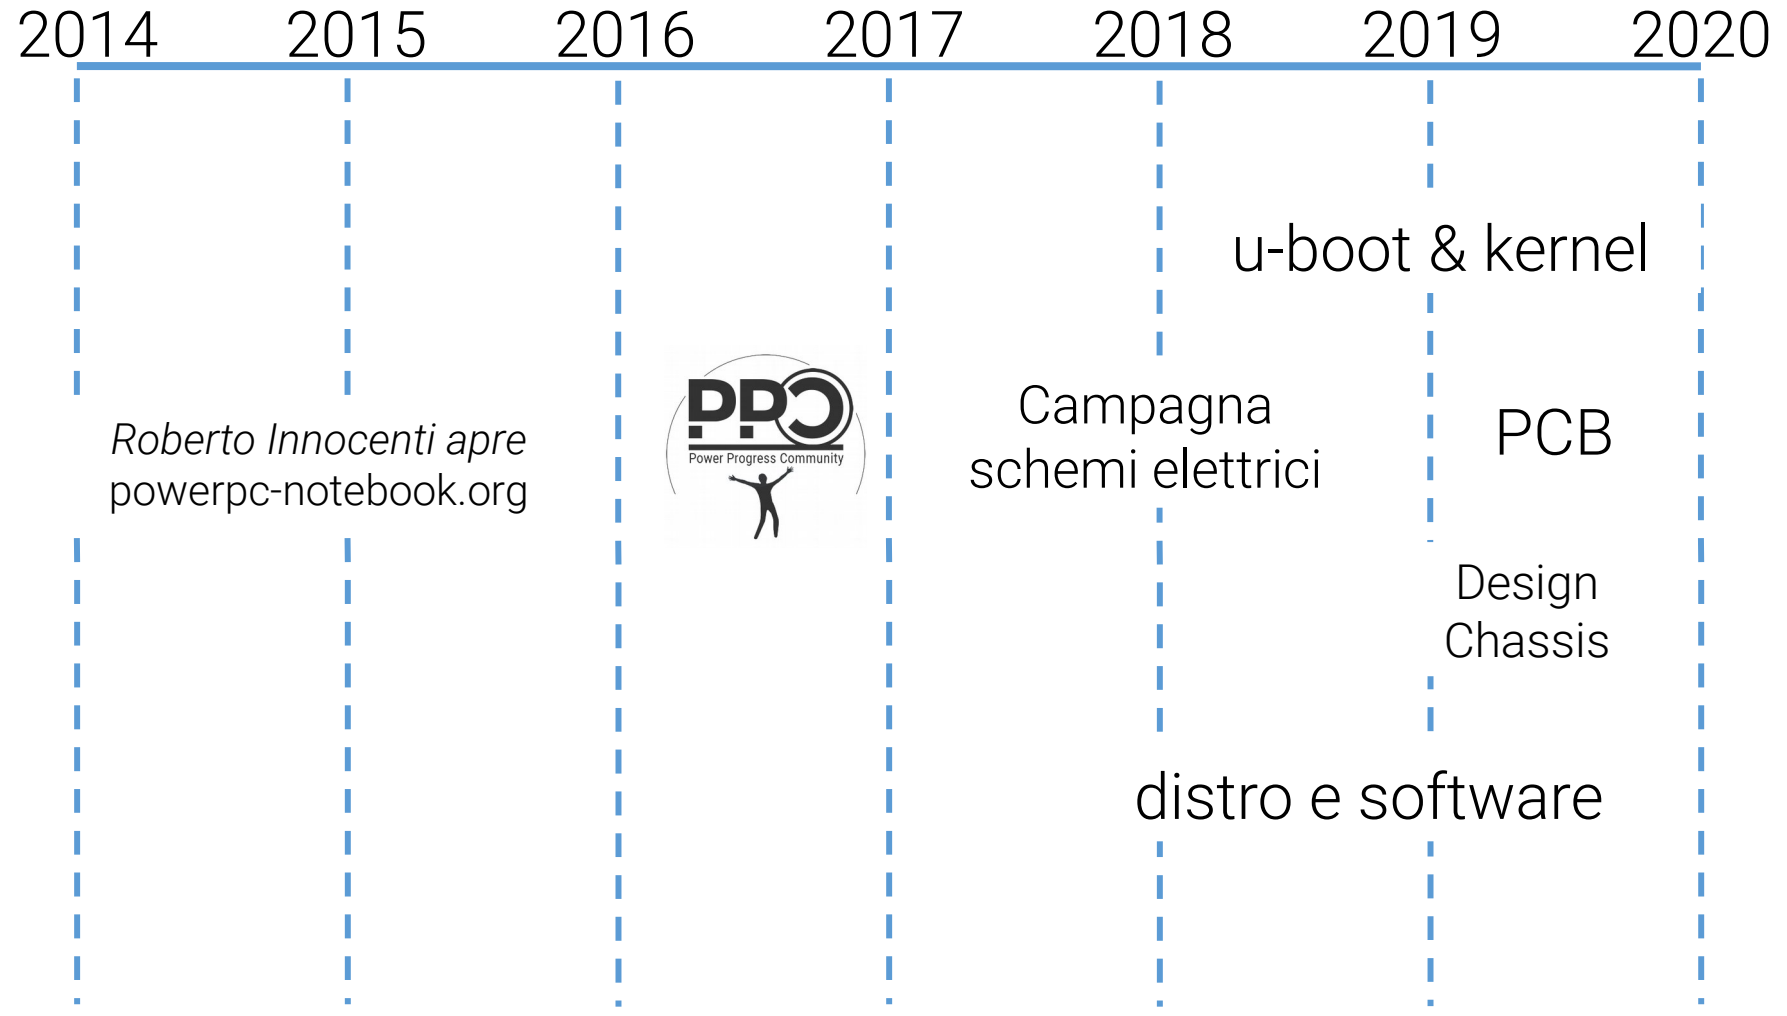 2014 2015 2016 2017 2018 2019 2020
u-boot & kernel
Roberto Innocenti apre
powerpc-notebook.org
PPC
Power Progress Community
Campagna
schemi elettrici
PCB
Design
Chassis
distro e software